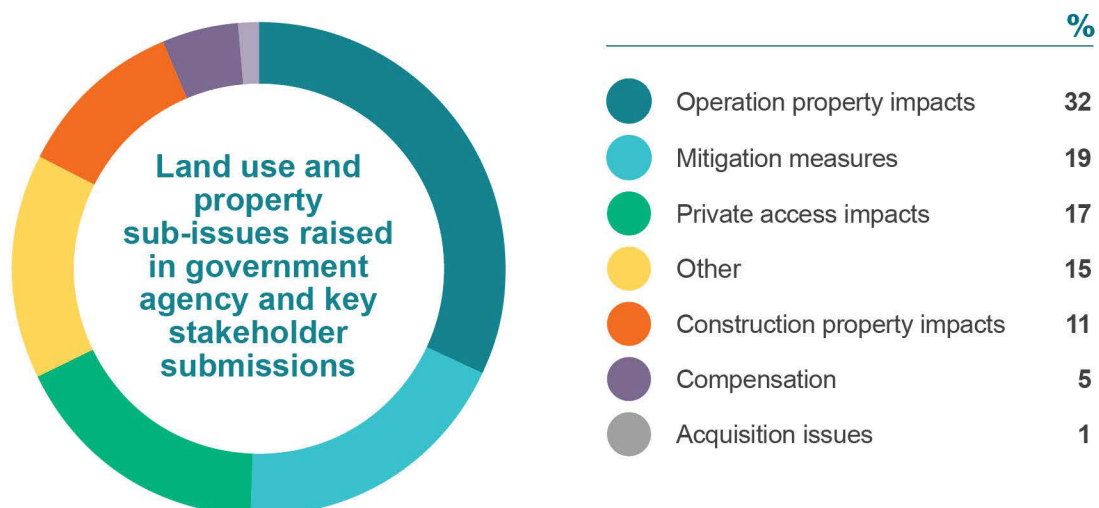 Land use and
property
sub-issues raised
in government
agency and key
stakeholder
submissions
%
Operation property impacts 32
Mitigation measures 19
Private access impacts 17
Other 15
Construction property impacts 11
Compensation 5
Acquisition issues 1